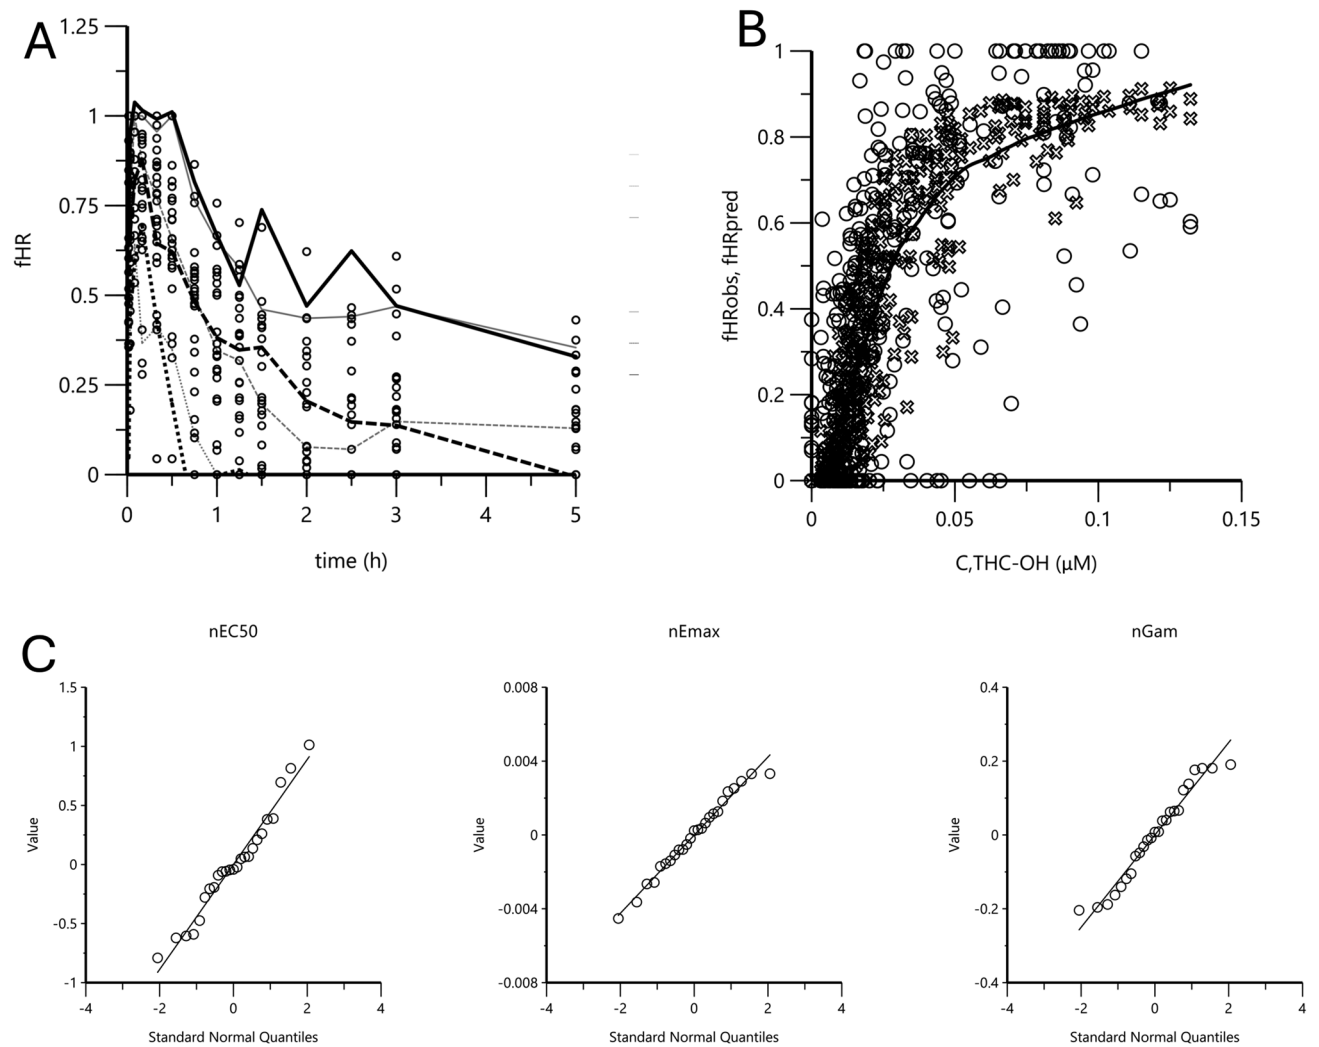 A
1.25
1
0.75
0.5
0.25
0
fHR
0 1 2 3 4 5
time (h)
B
1
0.8
0.6
0.4
0.2
0
fHRobs, fHRpred
0 0.05 0.1 0.15
C,THC-OH (µM)
C
nEC50
1.5
1
0.5
0
-0.5
-1
Value
-4 -2 0 2 4
Standard Normal Quantiles
nEmax
0.008
0.004
0
-0.004
-0.008
Value
-4 -2 0 2 4
Standard Normal Quantiles
nGam
0.4
0.2
0
-0.2
-0.4
Value
-4 -2 0 2 4
Standard Normal Quantiles